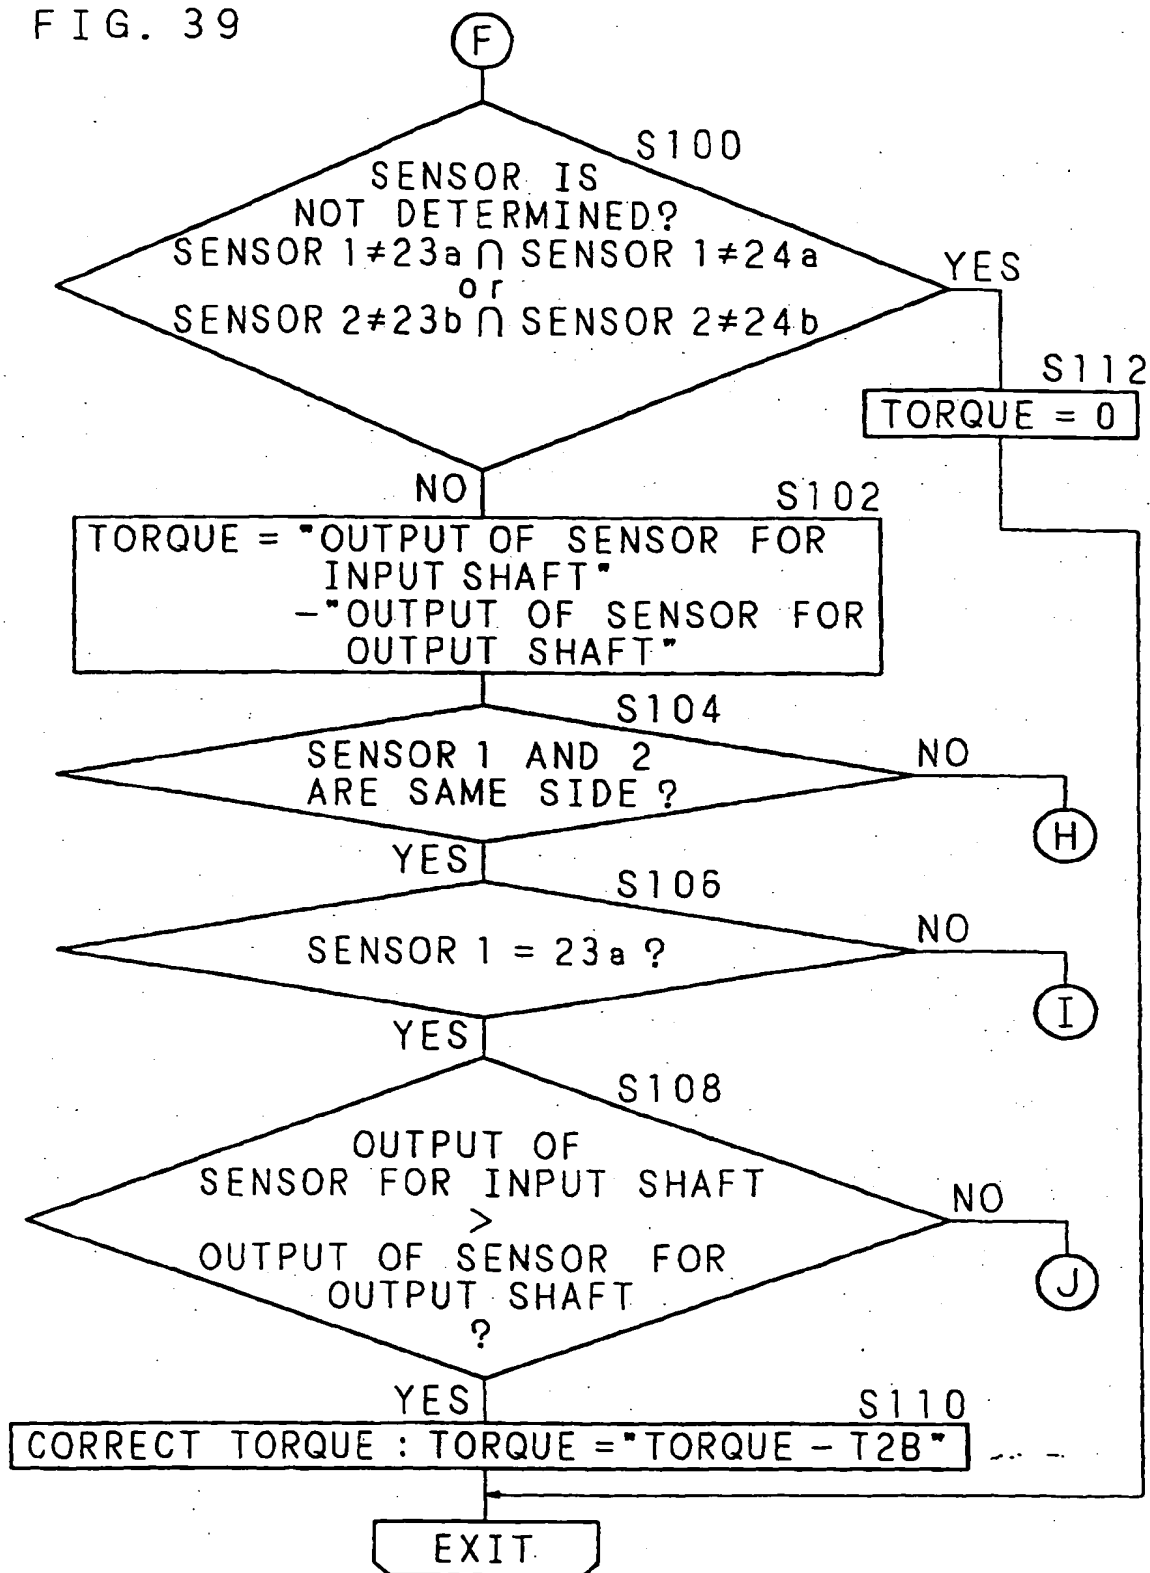 FIG. 39
F
S100
SENSOR IS
NOT DETERMINED?
SENSOR 1≠23a ∩ SENSOR 1≠24a
or
SENSOR 2≠23b ∩ SENSOR 2≠24b
YES
S112
TORQUE = 0
NO
S102
TORQUE = "OUTPUT OF SENSOR FOR
INPUT SHAFT"
-"OUTPUT OF SENSOR FOR
OUTPUT SHAFT"
S104
SENSOR 1 AND 2
ARE SAME SIDE ?
NO
H
YES
S106
SENSOR 1 = 23a ?
NO
I
YES
S108
OUTPUT OF
SENSOR FOR INPUT SHAFT
>
OUTPUT OF SENSOR FOR
OUTPUT SHAFT
?
NO
J
YES
S110
CORRECT TORQUE : TORQUE = "TORQUE - T2B"
EXIT